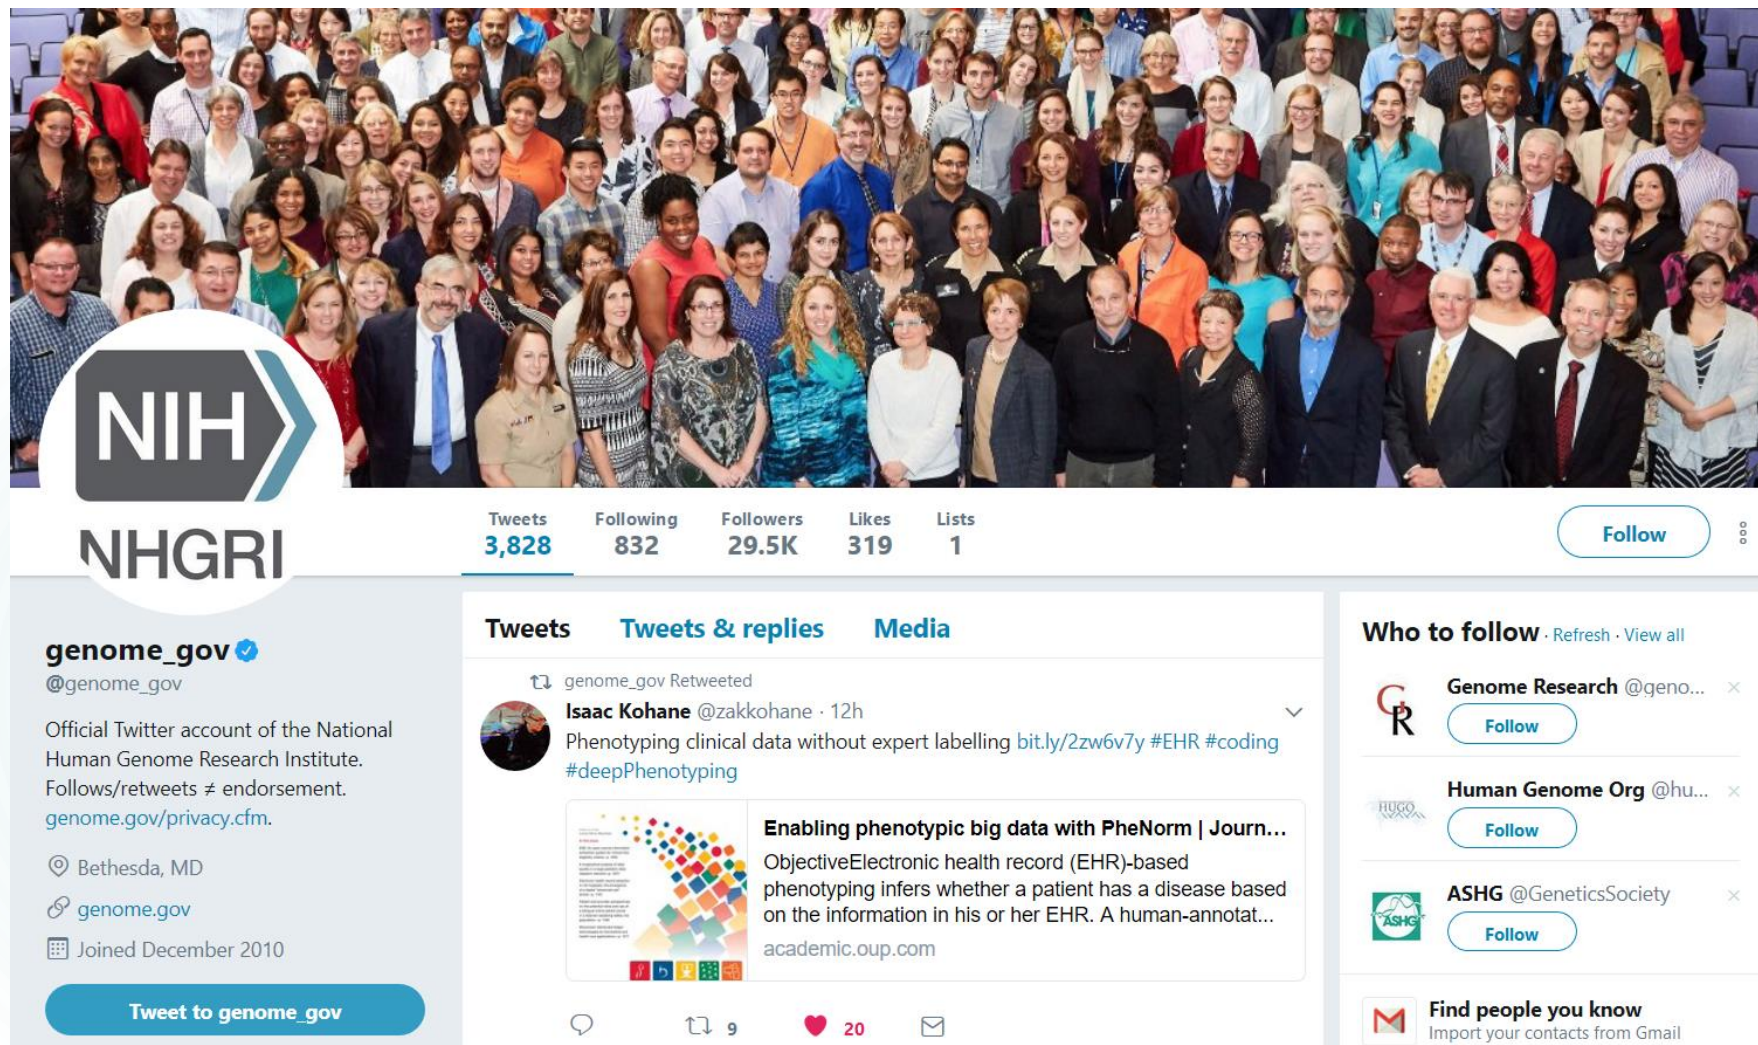 NIH
NHGRI
Tweets
3,828
Following
832
Followers
29.5K
Likes
319
Lists
1
Follow
genome_gov
@genome_gov
Official Twitter account of the National
Human Genome Research Institute.
Follows/retweets ≠ endorsement.
genome.gov/privacy.cfm.
Bethesda, MD
genome.gov
Joined December 2010
Tweet to genome_gov
Tweets Tweets & replies Media
genome_gov Retweeted
Isaac Kohane @zakkohane · 12h
Phenotyping clinical data without expert labelling bit.ly/2zw6v7y #EHR #coding
#deepPhenotyping
Enabling phenotypic big data with PheNorm | Journ...
ObjectiveElectronic health record (EHR)-based
phenotyping infers whether a patient has a disease based
on the information in his or her EHR. A human-annotat...
academic.oup.com
9 20
Who to follow · Refresh · View all
GR
Genome Research @geno...
Follow
HUGO
Human Genome Org @hu...
Follow
ASHG
ASHG @GeneticsSociety
Follow
Find people you know
Import your contacts from Gmail